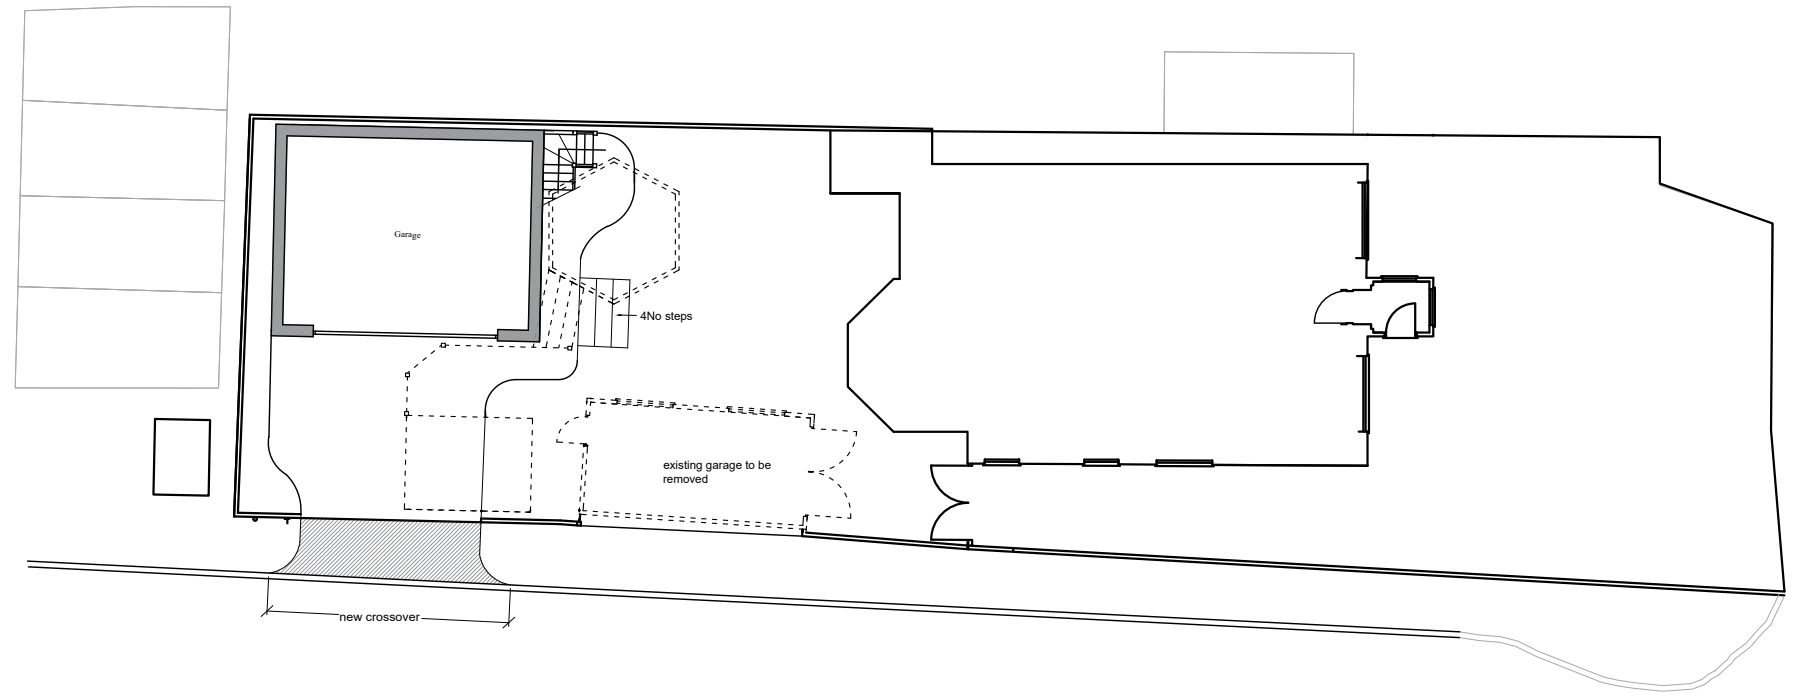 Garage
4No steps
existing garage to be
removed
new crossover